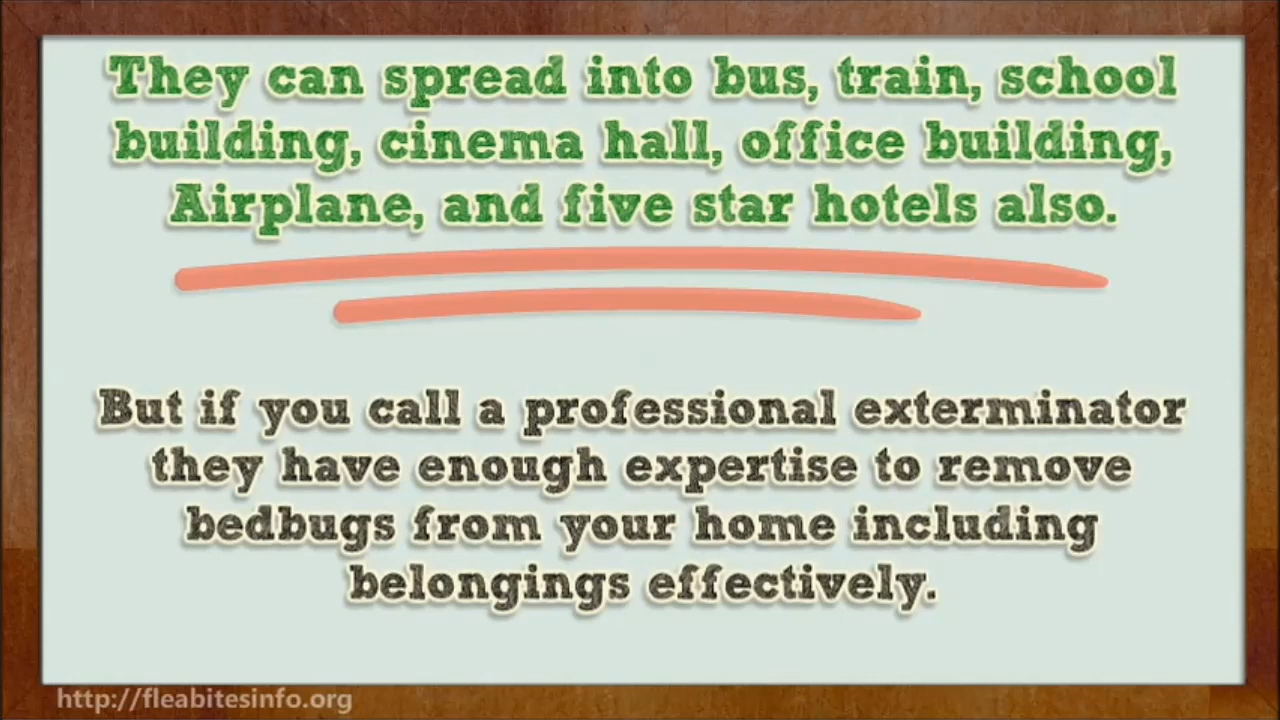 They can spread into bus, train, school
building, cinema hall, office building,
Airplane, and five star hotels also.
But if you call a professional exterminator
they have enough expertise to remove
bedbugs from your home including
belongings effectively.
http://fleabitesinfo.org